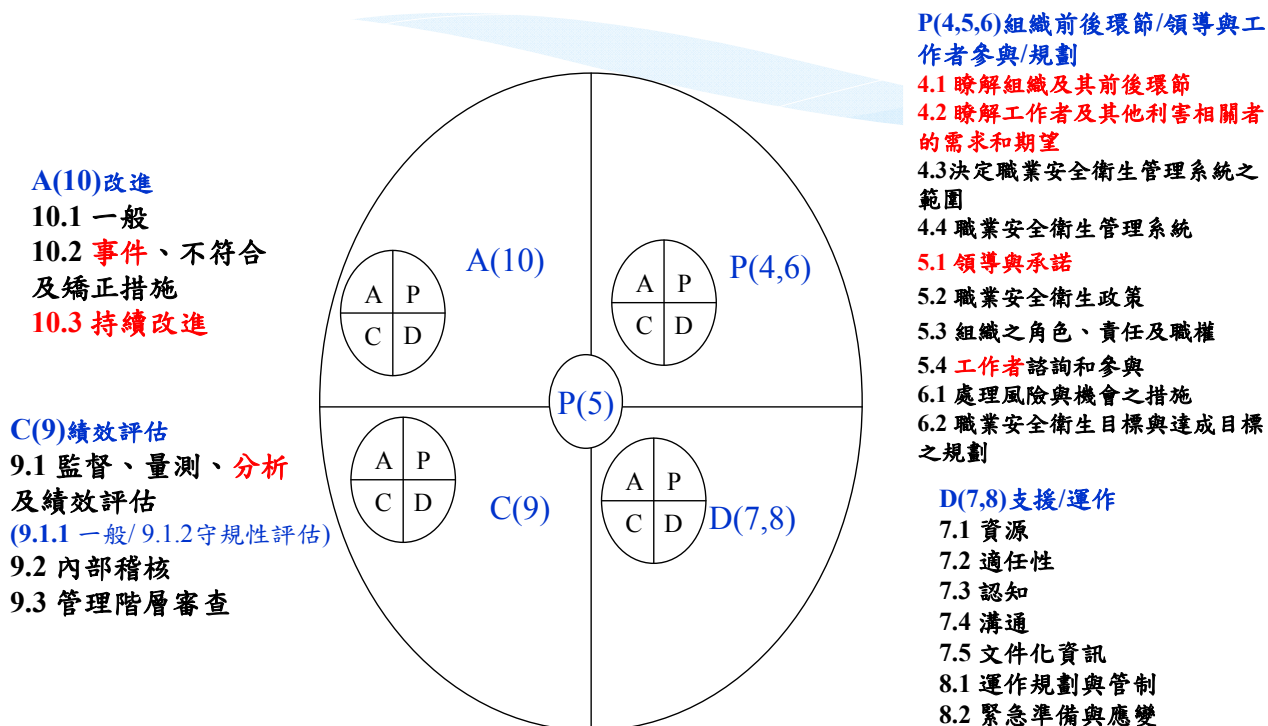 P(4,5,6)組織前後環節/領導與工
作者參與/規劃
4.1 瞭解組織及其前後環節
4.2 瞭解工作者及其他利害相關者
的需求和期望
4.3決定職業安全衛生管理系統之
範圍
4.4 職業安全衛生管理系統
5.1 領導與承諾
5.2 職業安全衛生政策
5.3 組織之角色、責任及職權
5.4 工作者諮詢和參與
6.1 處理風險與機會之措施
6.2 職業安全衛生目標與達成目標
之規劃
A(10)改進
10.1 一般
10.2 事件、不符合
及矯正措施
10.3 持續改進
A(10)
P(4,6)
A P
C D
A P
C D
P(5)
C(9)績效評估
9.1 監督、量測、分析
及績效評估
(9.1.1 一般/ 9.1.2守規性評估)
9.2 內部稽核
9.3 管理階層審查
A P
C D
C(9)
A P
C D
D(7,8)
D(7,8)支援/運作
7.1 資源
7.2 適任性
7.3 認知
7.4 溝通
7.5 文件化資訊
8.1 運作規劃與管制
8.2 緊急準備與應變